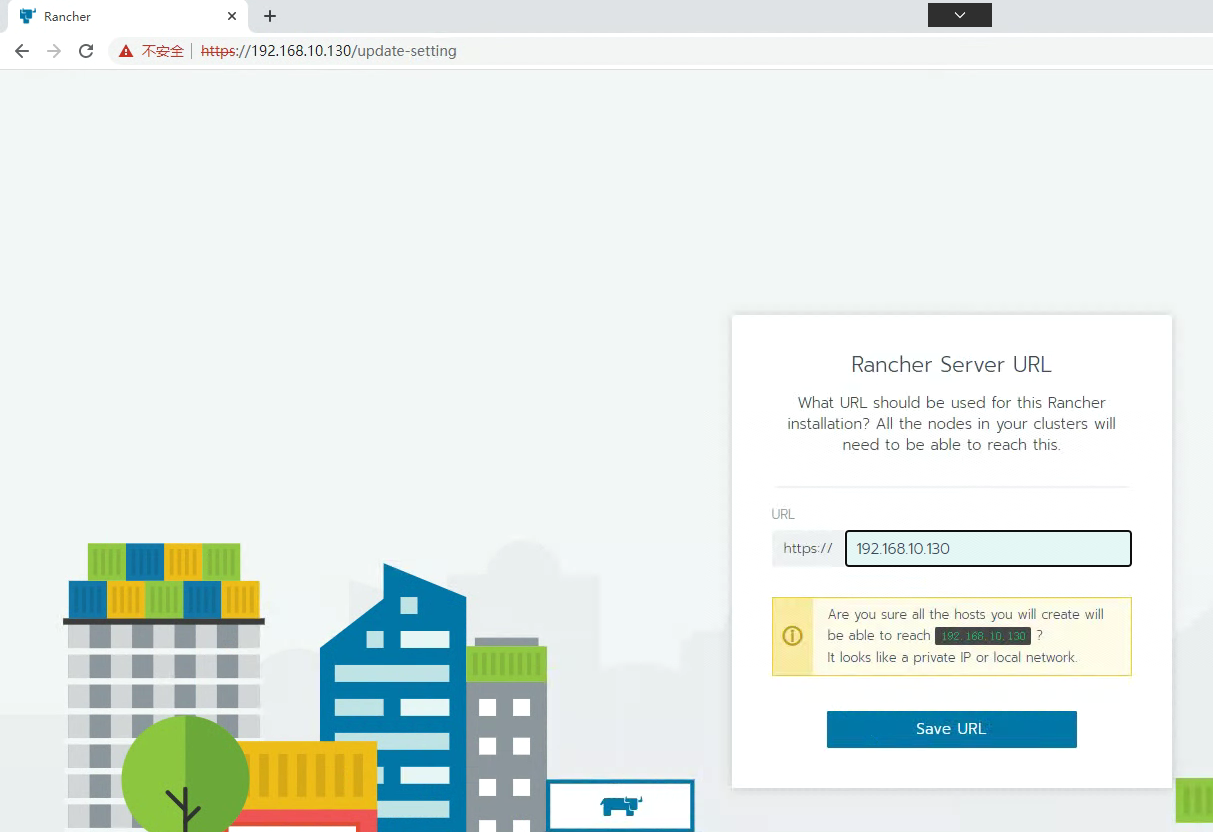 Rancher
不安全 | https://192.168.10.130/update-setting
Rancher Server URL
What URL should be used for this Rancher
installation? All the nodes in your clusters will
need to be able to reach this.
URL
https:// 192.168.10.130
Are you sure all the hosts you will create will
be able to reach 192.168.10.130 ?
It looks like a private IP or local network.
Save URL